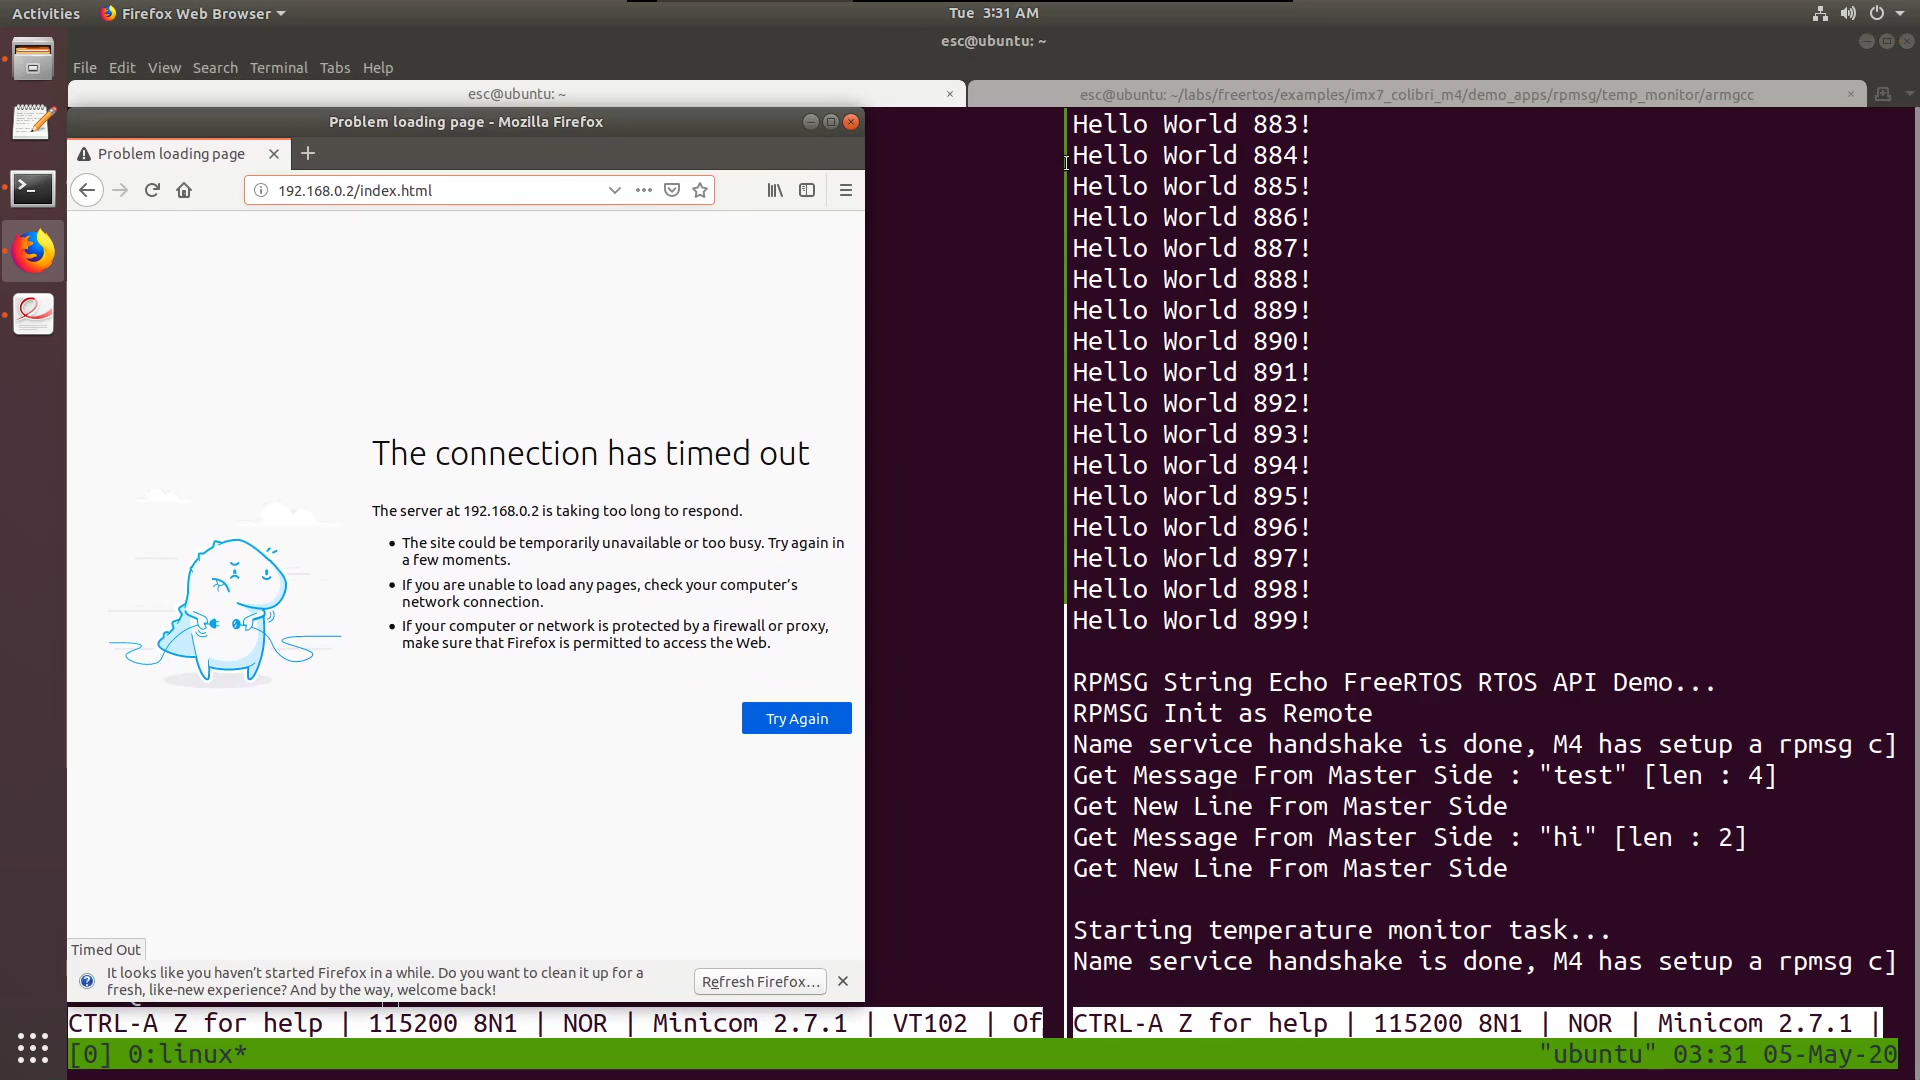 Activities
Firefox Web Browser
Tue 3:31 AM
esc@ubuntu: ~
File Edit View Search Terminal Tabs Help
esc@ubuntu: ~
esc@ubuntu: ~/labs/freertos/examples/imx7_colibri_m4/demo_apps/rpmsg/temp_monitor/armgcc
Problem loading page - Mozilla Firefox
Problem loading page
192.168.0.2/index.html
The connection has timed out
The server at 192.168.0.2 is taking too long to respond.
The site could be temporarily unavailable or too busy. Try again in
a few moments.
If you are unable to load any pages, check your computer's
network connection.
If your computer or network is protected by a firewall or proxy,
make sure that Firefox is permitted to access the Web.
Try Again
Timed Out
It looks like you haven't started Firefox in a while. Do you want to clean it up for a
fresh, like-new experience? And by the way, welcome back!
Refresh Firefox...
Hello World 883!
Hello World 884!
Hello World 885!
Hello World 886!
Hello World 887!
Hello World 888!
Hello World 889!
Hello World 890!
Hello World 891!
Hello World 892!
Hello World 893!
Hello World 894!
Hello World 895!
Hello World 896!
Hello World 897!
Hello World 898!
Hello World 899!
RPMSG String Echo FreeRTOS RTOS API Demo...
RPMSG Init as Remote
Name service handshake is done, M4 has setup a rpmsg c]
Get Message From Master Side : "test" [len : 4]
Get New Line From Master Side
Get Message From Master Side : "hi" [len : 2]
Get New Line From Master Side
Starting temperature monitor task...
Name service handshake is done, M4 has setup a rpmsg c]
CTRL-A Z for help | 115200 8N1 | NOR | Minicom 2.7.1 | VT102 | Of
CTRL-A Z for help | 115200 8N1 | NOR | Minicom 2.7.1 |
[0] 0:linux*
"ubuntu" 03:31 05-May-20